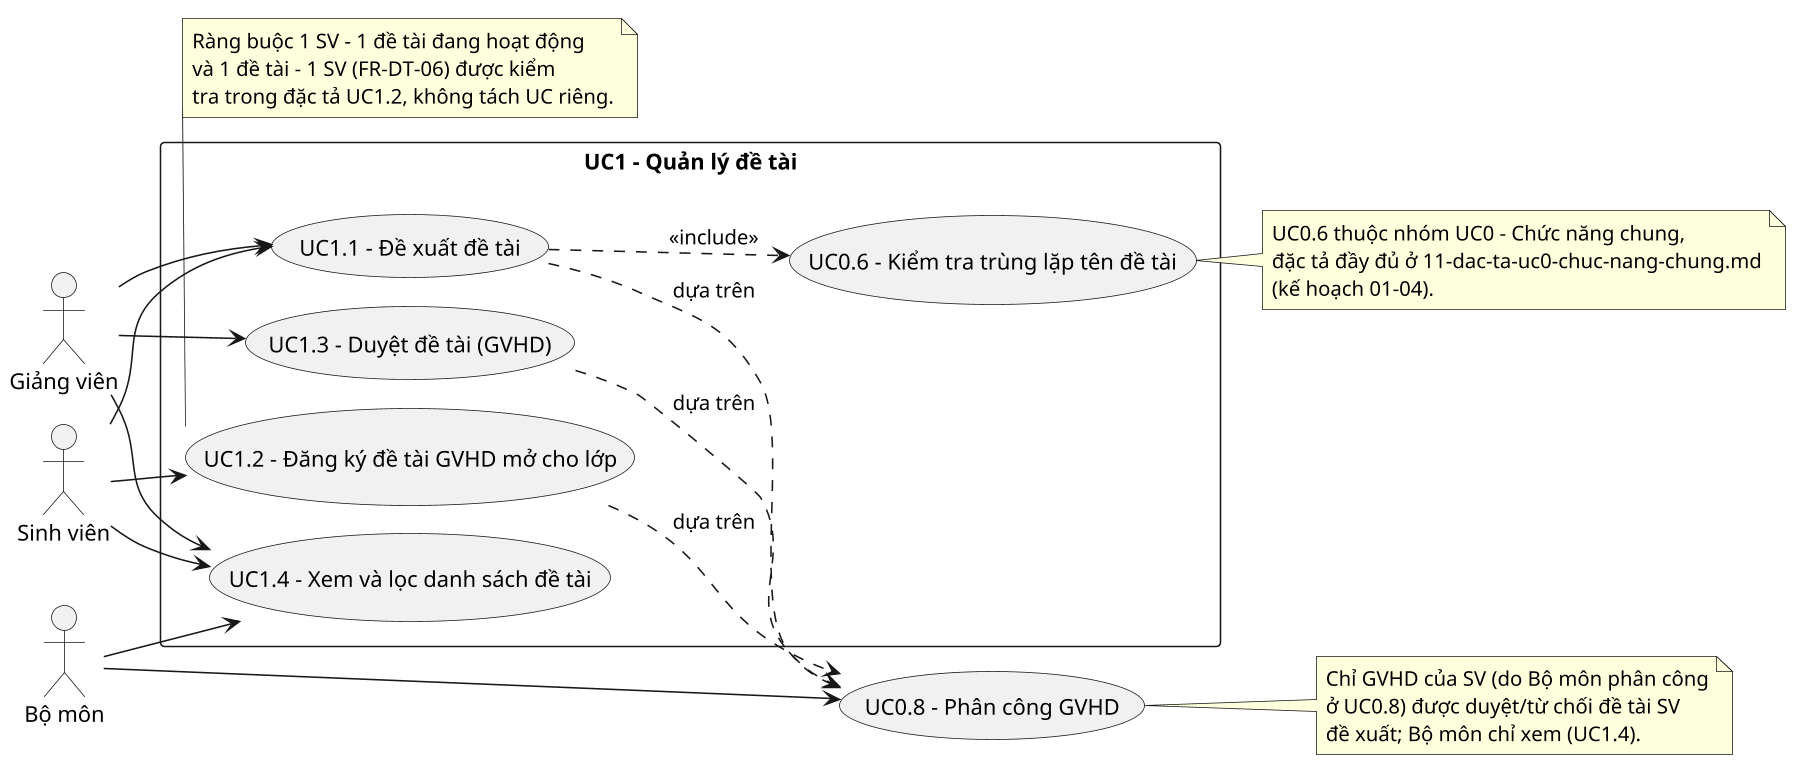 Ràng buộc 1 SV - 1 đề tài đang hoạt động
và 1 đề tài - 1 SV (FR-DT-06) được kiểm
tra trong đặc tả UC1.2, không tách UC riêng.
UC1 - Quản lý đề tài
UC1.1 - Đề xuất đề tài
«include»
UC0.6 - Kiểm tra trùng lặp tên đề tài
UC0.6 thuộc nhóm UC0 - Chức năng chung,
đặc tả đầy đủ ở 11-dac-ta-uc0-chuc-nang-chung.md
(kế hoạch 01-04).
dựa trên
UC1.3 - Duyệt đề tài (GVHD)
Giảng viên
dựa trên
UC1.2 - Đăng ký đề tài GVHD mở cho lớp
Sinh viên
dựa trên
UC1.4 - Xem và lọc danh sách đề tài
Bộ môn
UC0.8 - Phân công GVHD
Chỉ GVHD của SV (do Bộ môn phân công
ở UC0.8) được duyệt/từ chối đề tài SV
đề xuất; Bộ môn chỉ xem (UC1.4).